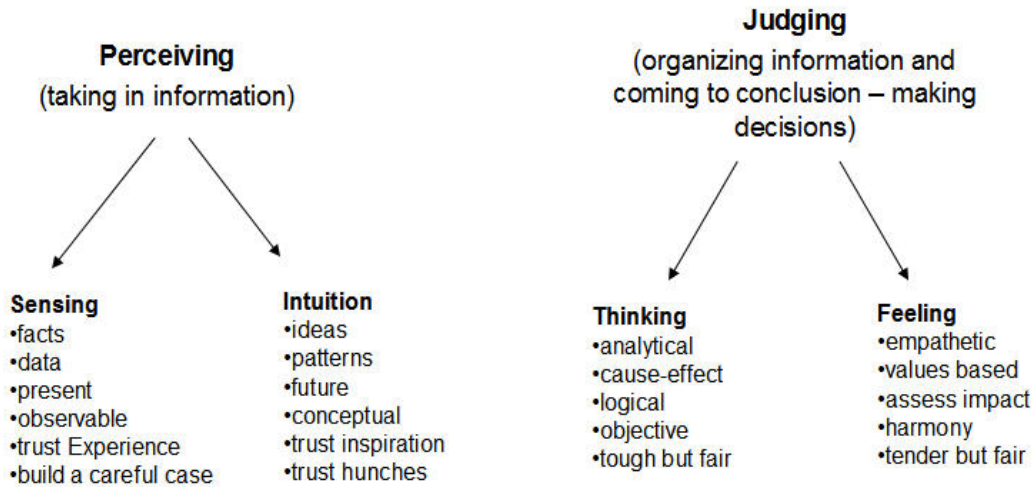 Perceiving
(taking in information)
Sensing
•facts
•data
•present
•observable
•trust Experience
•build a careful case
Intuition
•ideas
•patterns
•future
•conceptual
•trust inspiration
•trust hunches
Judging
(organizing information and
coming to conclusion – making
decisions)
Thinking
•analytical
•cause-effect
•logical
•objective
•tough but fair
Feeling
•empathetic
•values based
•assess impact
•harmony
•tender but fair